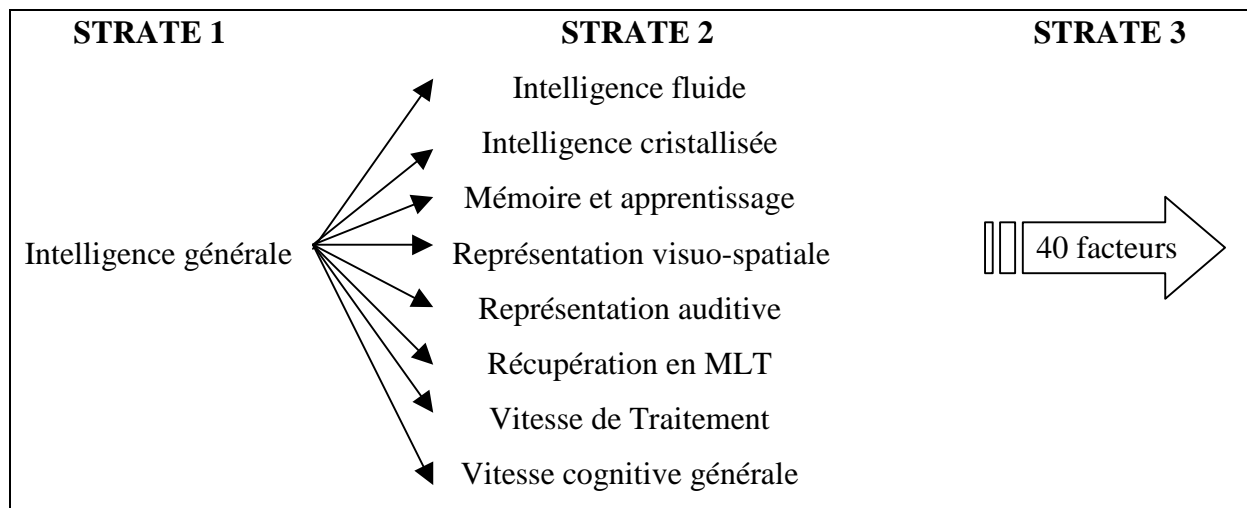 STRATE 1 STRATE 2 STRATE 3
Intelligence fluide
Intelligence cristallisée
Mémoire et apprentissage
Intelligence générale Représentation visuo-spatiale 40 facteurs
Représentation auditive
Récupération en MLT
Vitesse de Traitement
Vitesse cognitive générale